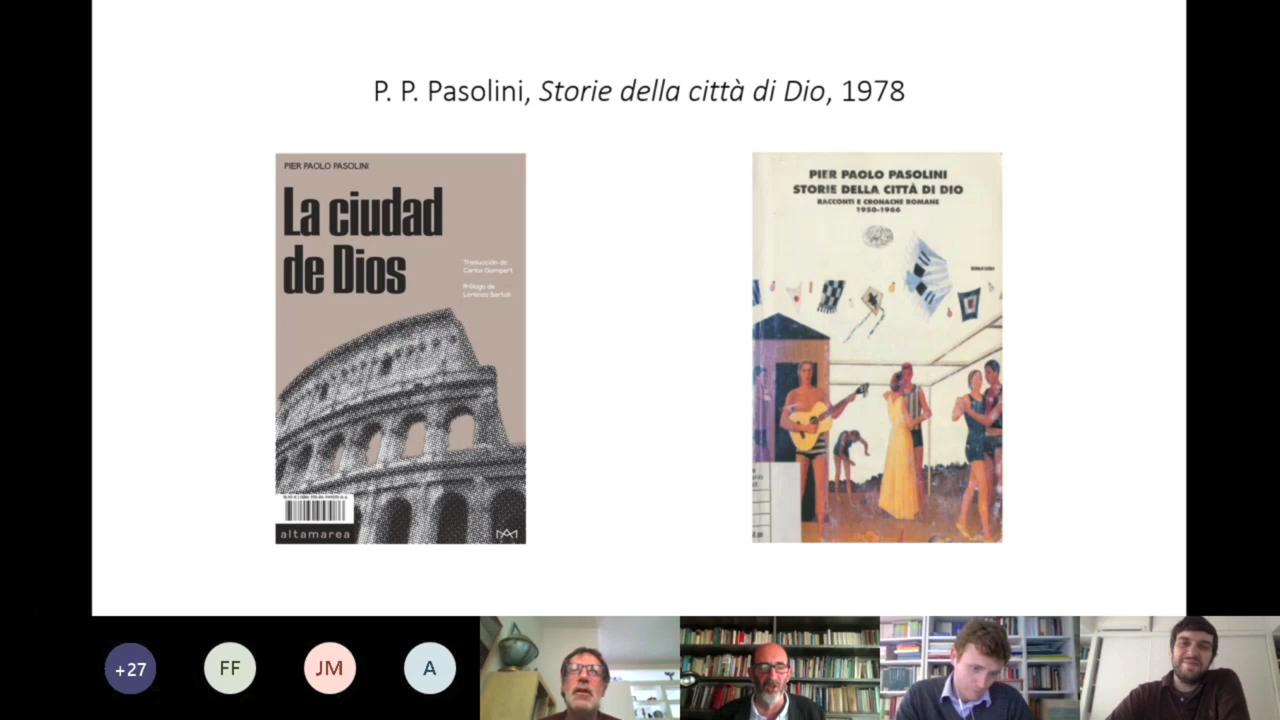 P. P. Pasolini, Storie della città di Dio, 1978
PIER PAOLO PASOLINI
La ciudad
de Dios
Traducción de
Carlos Gumpert
Prólogo de
Lorenzo Bartoli
altamarea
PIER PAOLO PASOLINI
STORIE DELLA CITTÀ DI DIO
RACCONTI E CRONACHE ROMANE
1950-1966
+27
FF
JM
A